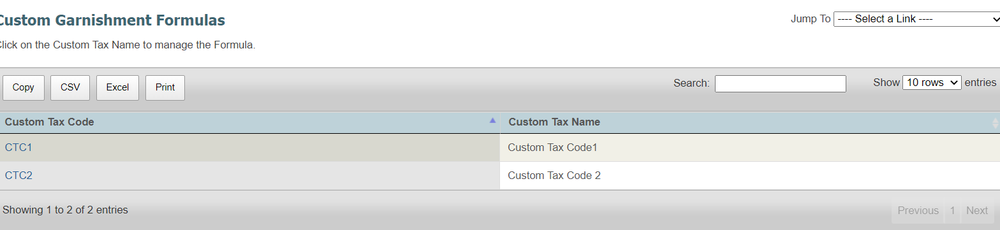 Custom Garnishment Formulas
Jump To ---- Select a Link ----
Click on the Custom Tax Name to manage the Formula.
Copy CSV Excel Print Search: Show 10 rows entries
Custom Tax Code Custom Tax Name
CTC1 Custom Tax Code1
CTC2 Custom Tax Code 2
Showing 1 to 2 of 2 entries Previous 1 Next